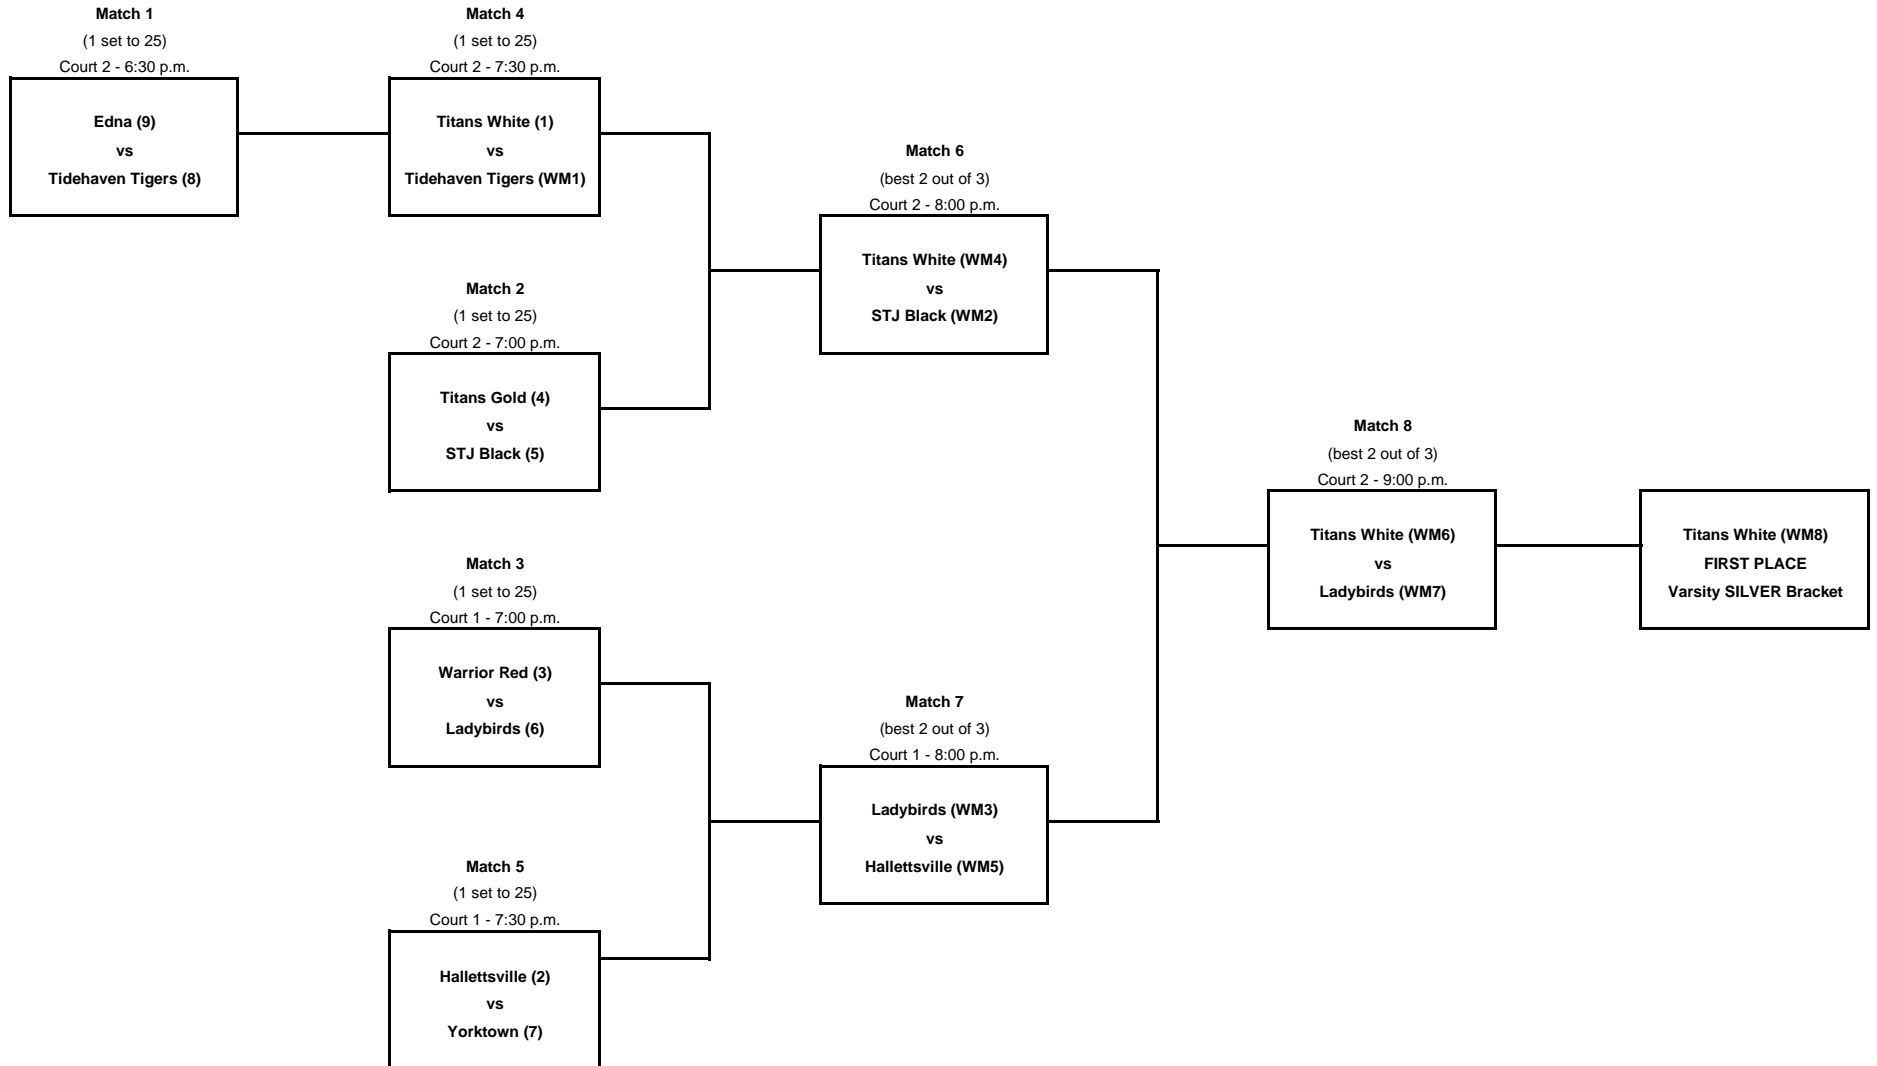 Match 1
(1 set to 25)
Court 2 - 6:30 p.m.
Edna (9)
vs
Tidehaven Tigers (8)
Match 4
(1 set to 25)
Court 2 - 7:30 p.m.
Titans White (1)
vs
Tidehaven Tigers (WM1)
Match 2
(1 set to 25)
Court 2 - 7:00 p.m.
Titans Gold (4)
vs
STJ Black (5)
Match 3
(1 set to 25)
Court 1 - 7:00 p.m.
Warrior Red (3)
vs
Ladybirds (6)
Match 5
(1 set to 25)
Court 1 - 7:30 p.m.
Hallettsville (2)
vs
Yorktown (7)
Match 6
(best 2 out of 3)
Court 2 - 8:00 p.m.
Titans White (WM4)
vs
STJ Black (WM2)
Match 7
(best 2 out of 3)
Court 1 - 8:00 p.m.
Ladybirds (WM3)
vs
Hallettsville (WM5)
Match 8
(best 2 out of 3)
Court 2 - 9:00 p.m.
Titans White (WM6)
vs
Ladybirds (WM7)
Titans White (WM8)
FIRST PLACE
Varsity SILVER Bracket